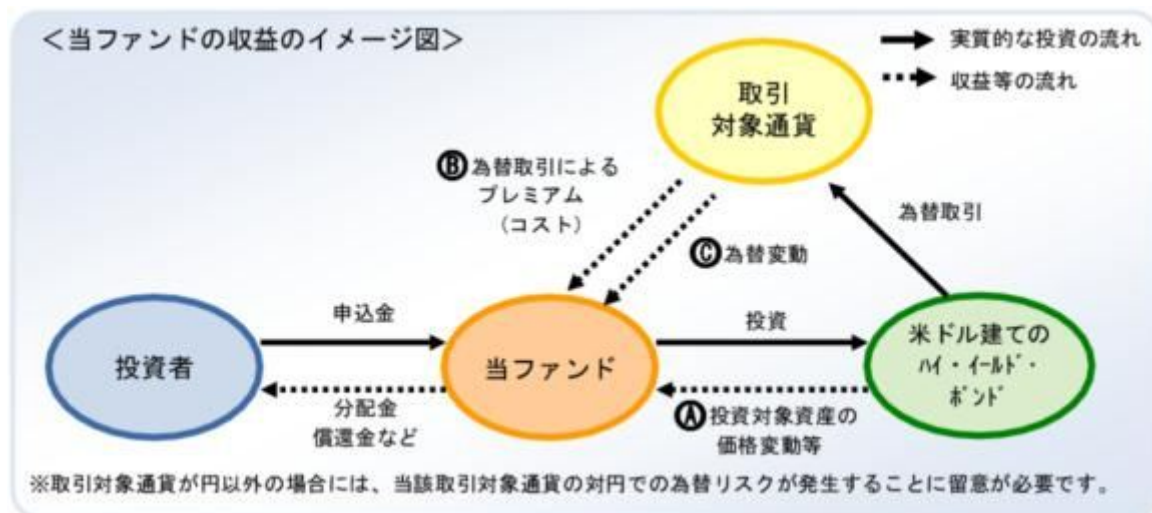 <当ファンドの収益のイメージ図>
実質的な投資の流れ
収益等の流れ
取引
対象通貨
Ⓑ為替取引による
プレミアム
(コスト)
Ⓒ為替変動
為替取引
申込金
投資
投資者
当ファンド
米ドル建ての
ハイ・イールド・
ボンド
分配金
償還金など
Ⓐ投資対象資産の
価格変動等
※取引対象通貨が円以外の場合には、当該取引対象通貨の対円での為替リスクが発生することに留意が必要です。